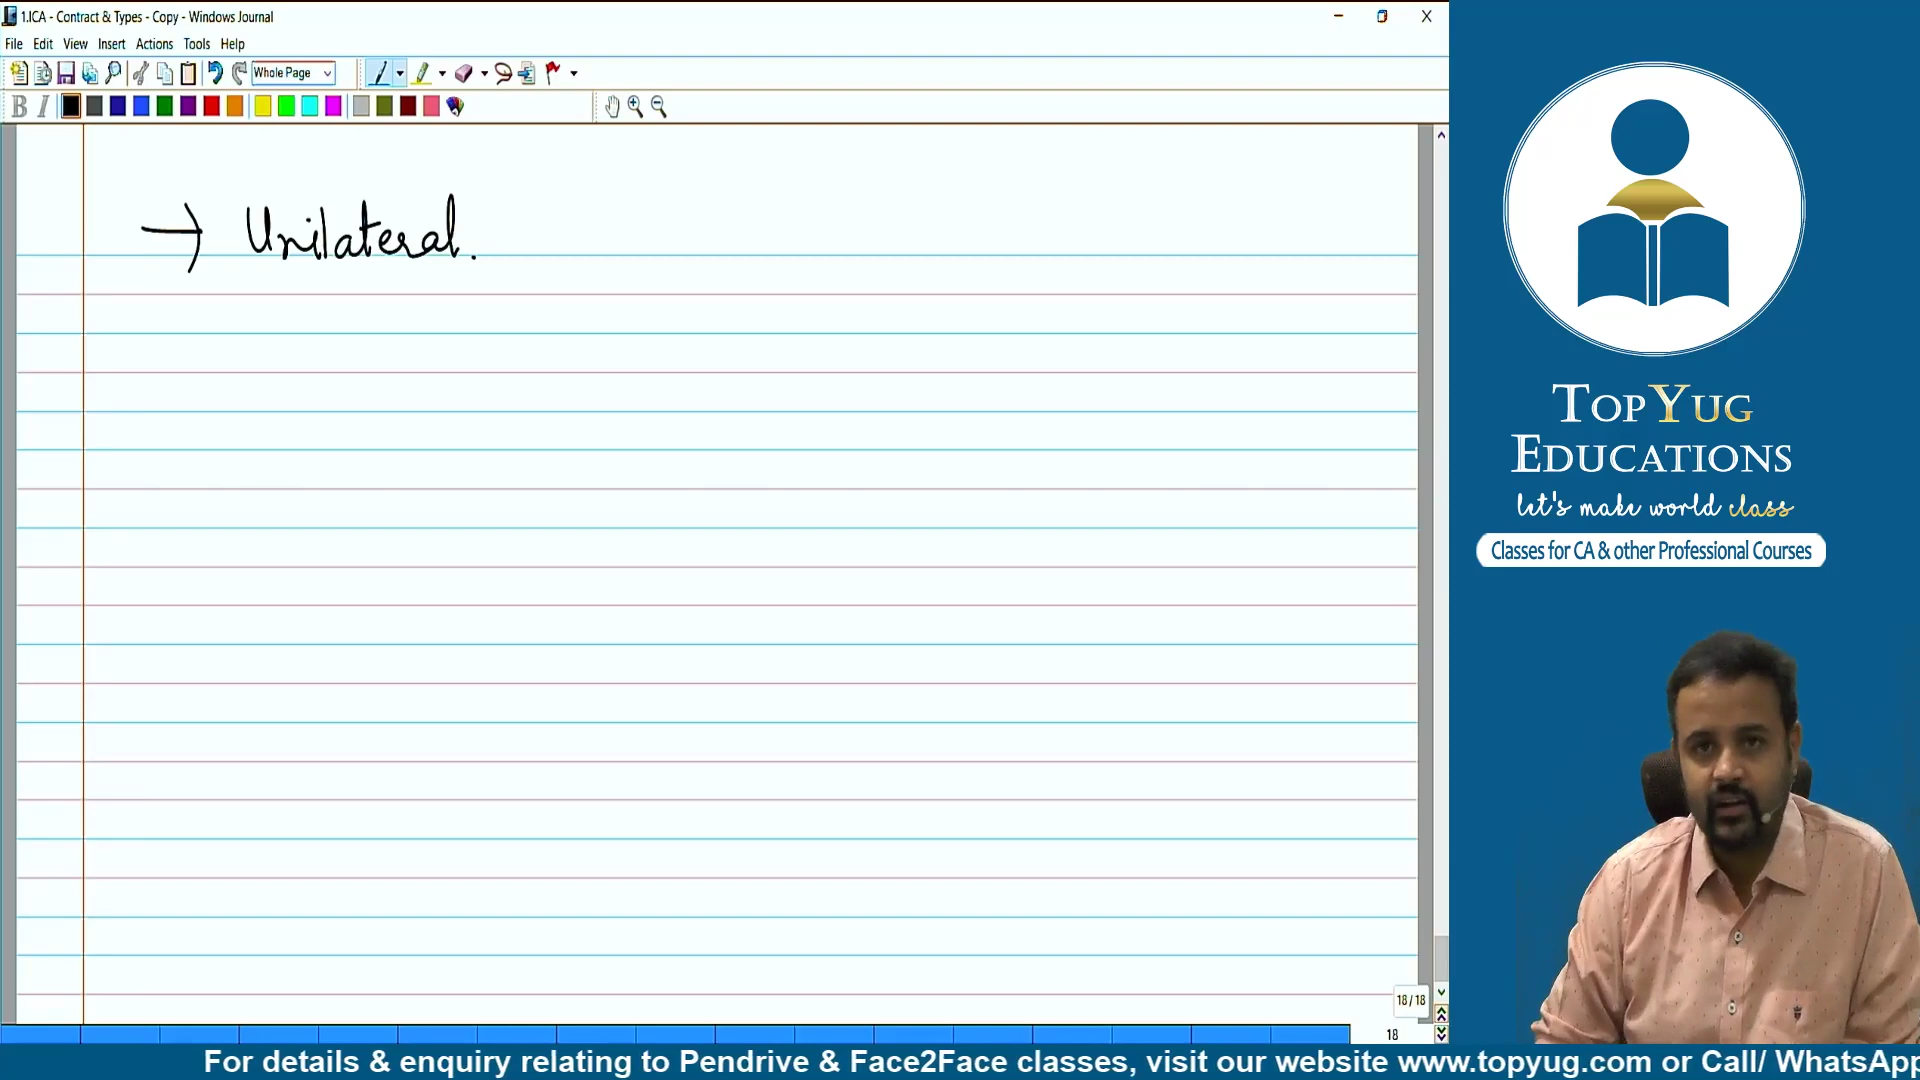 1.ICA - Contract & Types - Copy - Windows Journal
File Edit View Insert Actions Tools Help
Whole Page
B I
→ Unilateral.
18 / 18
18
TOPYUG
EDUCATIONS
let's make world class
Classes for CA & other Professional Courses
For details & enquiry relating to Pendrive & Face2Face classes, visit our website www.topyug.com or Call/ WhatsApp